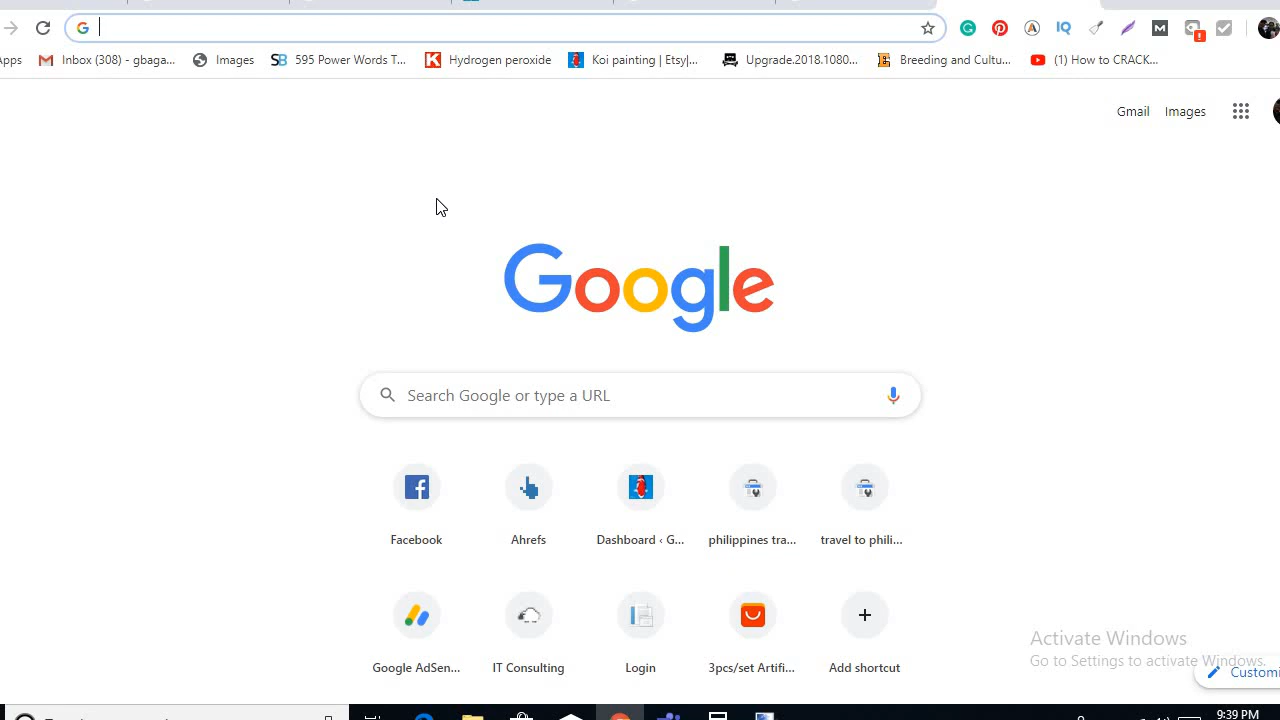 pps Inbox (308) - gbaga... Images SB 595 Power Words T... Hydrogen peroxide Koi painting | Etsy|... Upgrade.2018.1080... Breeding and Cultu... (1) How to CRACK...
Gmail Images
Google
Search Google or type a URL
Facebook Ahrefs Dashboard ‹ G... philippines tra... travel to phili...
Google AdSen... IT Consulting Login 3pcs/set Artifi... Add shortcut
Activate Windows
Go to Settings to activate Windows.
Customi
9:39 PM